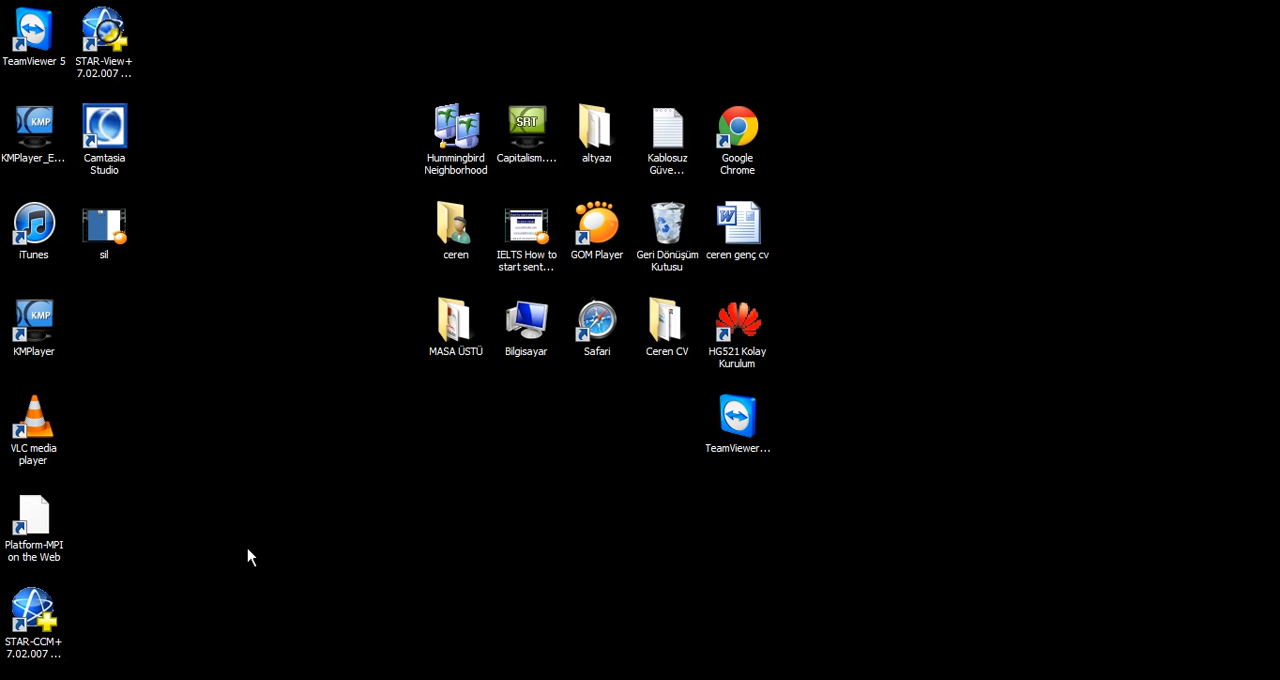 TeamViewer 5
STAR-View+
7.02.007 ...
KMP
KMPlayer_E...
Camtasia
Studio
SRT
Hummingbird
Neighborhood
Capitalism....
altyazı
Kablosuz
Güve...
Google
Chrome
iTunes
sil
ceren
IELTS How to
start sent...
GOM Player
Geri Dönüşüm
Kutusu
ceren genç cv
KMP
KMPlayer
MASA ÜSTÜ
Bilgisayar
Safari
Ceren CV
HG521 Kolay
Kurulum
VLC media
player
TeamViewer...
Platform-MPI
on the Web
STAR-CCM+
7.02.007 ...